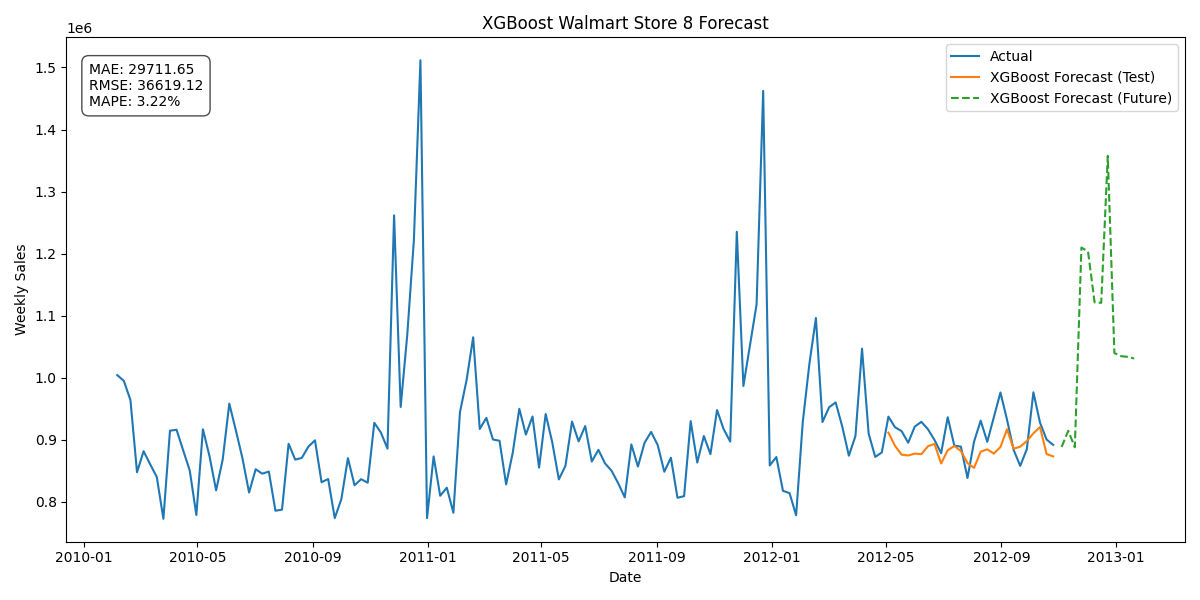 XGBoost Walmart Store 8 Forecast
1e6
MAE: 29711.65
RMSE: 36619.12
MAPE: 3.22%
Actual
XGBoost Forecast (Test)
XGBoost Forecast (Future)
Weekly Sales
1.5
1.4
1.3
1.2
1.1
1.0
0.9
0.8
2010-01 2010-05 2010-09 2011-01 2011-05 2011-09 2012-01 2012-05 2012-09 2013-01
Date